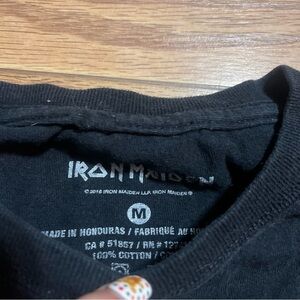 IRON MAIDEN
© 2016 IRON MAIDEN LLP. IRON MAIDEN ®
M
MADE IN HONDURAS / FABRIQUÉ AU
CA # 51857 / RN #
100% COTTON /